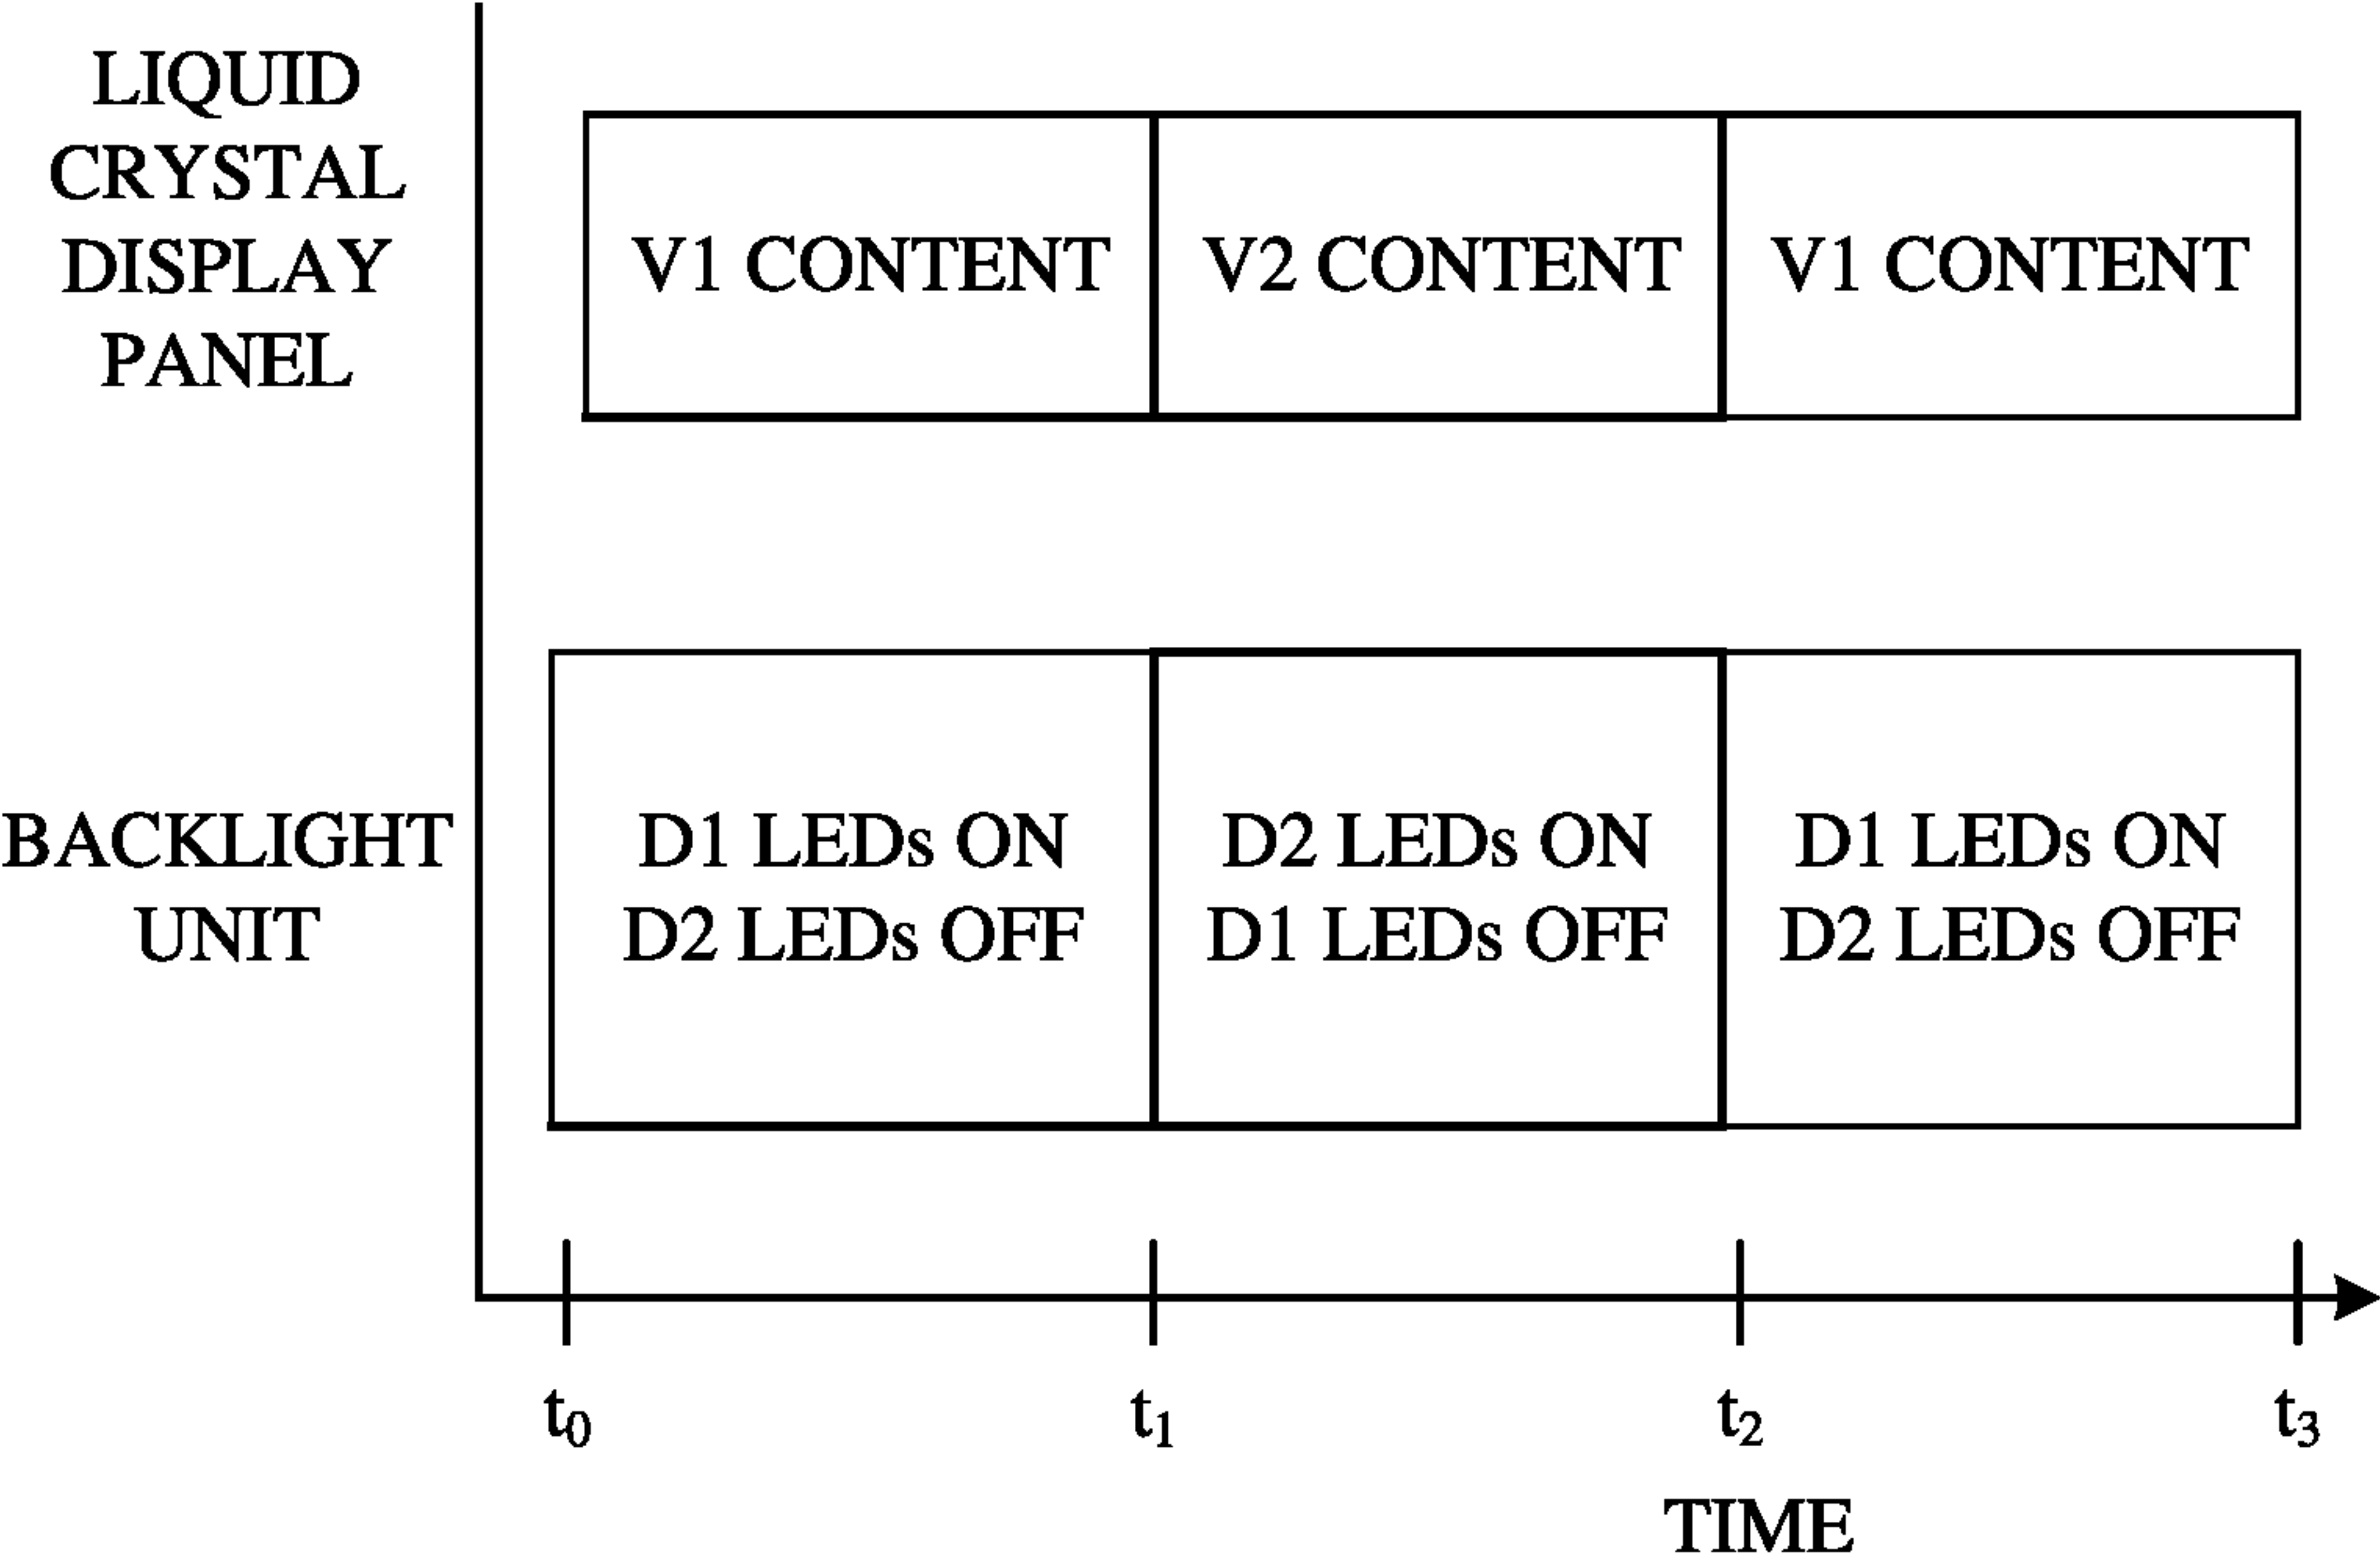 LIQUID
CRYSTAL
DISPLAY
PANEL
V1 CONTENT
V2 CONTENT
V1 CONTENT
BACKLIGHT
UNIT
D1 LEDs ON
D2 LEDs OFF
D2 LEDs ON
D1 LEDs OFF
D1 LEDs ON
D2 LEDs OFF
t0
t1
t2
t3
TIME